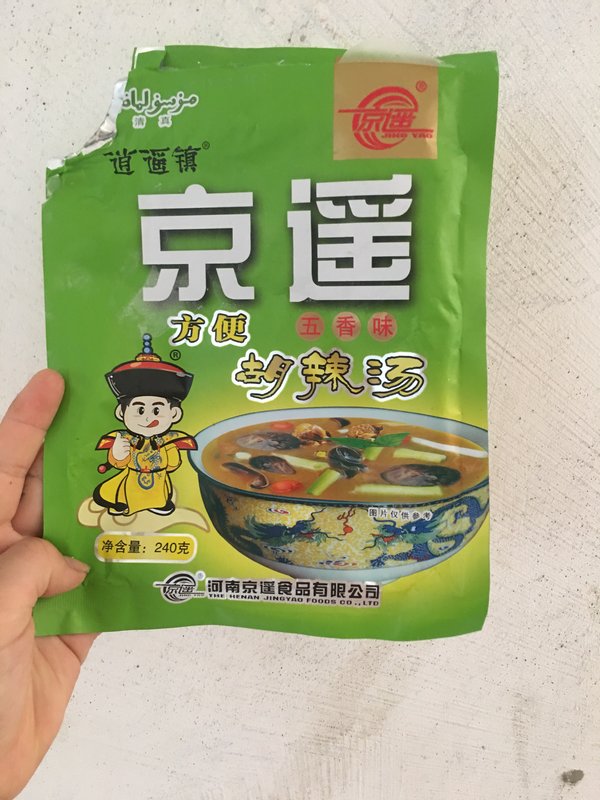 清真
逍遥镇®
京遥®
JING YAO
京遥
方便
五香味
®
胡辣汤
图片仅供参考
净含量：240克
京遥®
河南京遥食品有限公司
THE HENAN JINGYAO FOODS CO.,LTD